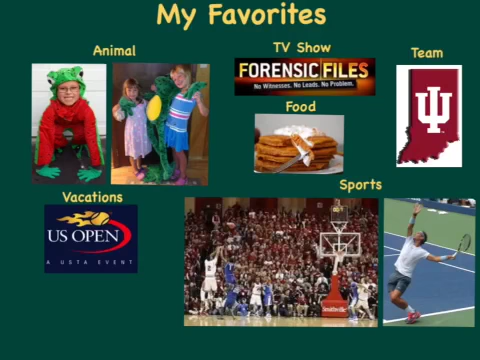 My Favorites
Animal
TV Show
Team
FORENSIC FILES
No Witnesses. No Leads. No Problem.
Food
Sports
Vacations
US OPEN
A USTA EVENT
Smithville